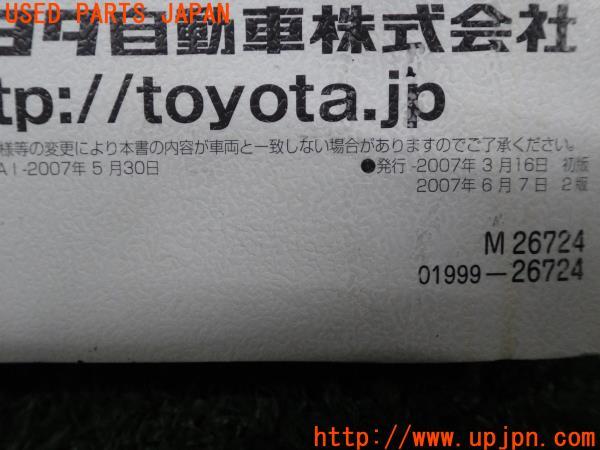 USED PARTS JAPAN
ヨタ自動車株式会社
tp://toyota.jp
様等の変更により本書の内容が車両と一致しない場合がありますのでご了承ください。
AI-2007年5月30日
●発行-2007年3月16日 初版
2007年6月7日 2版
M 26724
01999-26724
http://www.upjpn.com